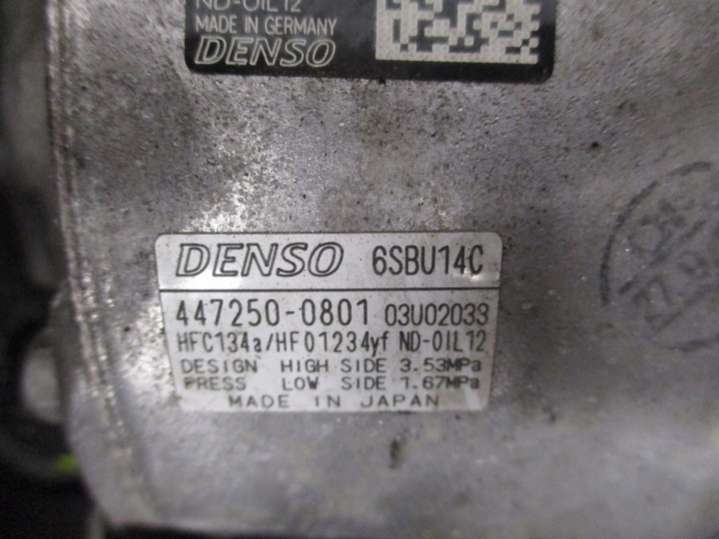 ND-OIL12
MADE IN GERMANY
DENSO
DENSO 6SBU14C
447250-0801 03U02033
HFC134a/HFO1234yf ND-OIL12
DESIGN HIGH SIDE 3.53MPa
PRESS LOW SIDE 1.67MPa
MADE IN JAPAN